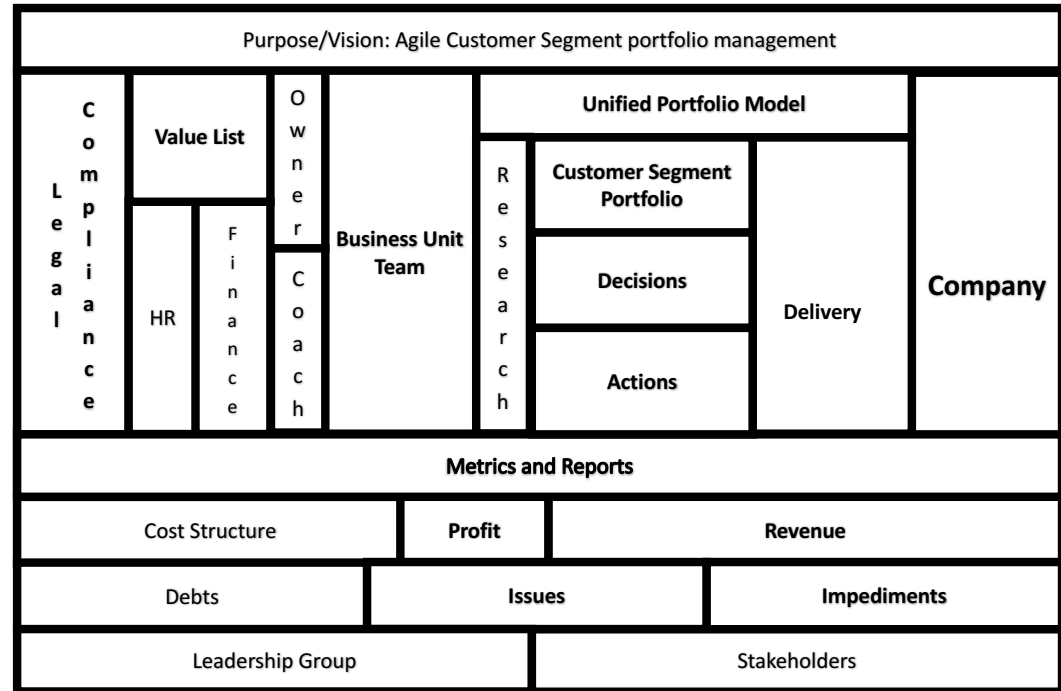 Purpose/Vision: Agile Customer Segment portfolio management
Legal
Compliance
Value List
HR
Finance
Owner
Coach
Business Unit
Team
Unified Portfolio Model
Research
Customer Segment
Portfolio
Decisions
Actions
Delivery
Company
Metrics and Reports
Cost Structure
Profit
Revenue
Debts
Issues
Impediments
Leadership Group
Stakeholders